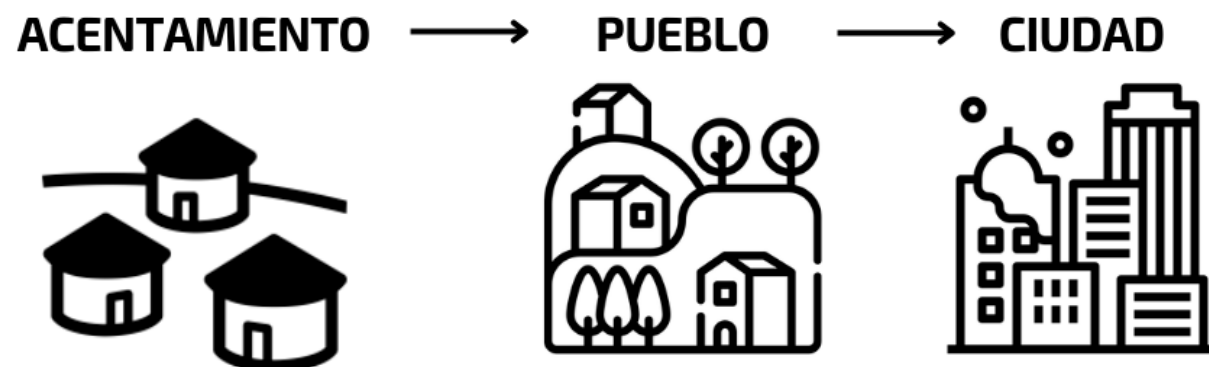 ACENTAMIENTO → PUEBLO → CIUDAD